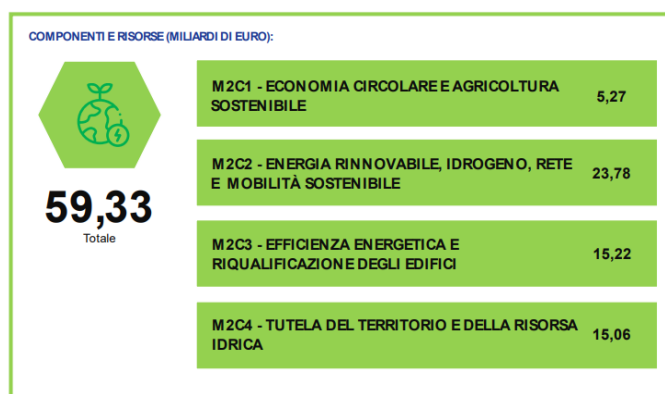 COMPONENTI E RISORSE (MILIARDI DI EURO):
59,33
Totale
M2C1 - ECONOMIA CIRCOLARE E AGRICOLTURA
SOSTENIBILE
5,27
M2C2 - ENERGIA RINNOVABILE, IDROGENO, RETE
E MOBILITÀ SOSTENIBILE
23,78
M2C3 - EFFICIENZA ENERGETICA E
RIQUALIFICAZIONE DEGLI EDIFICI
15,22
M2C4 - TUTELA DEL TERRITORIO E DELLA RISORSA
IDRICA
15,06